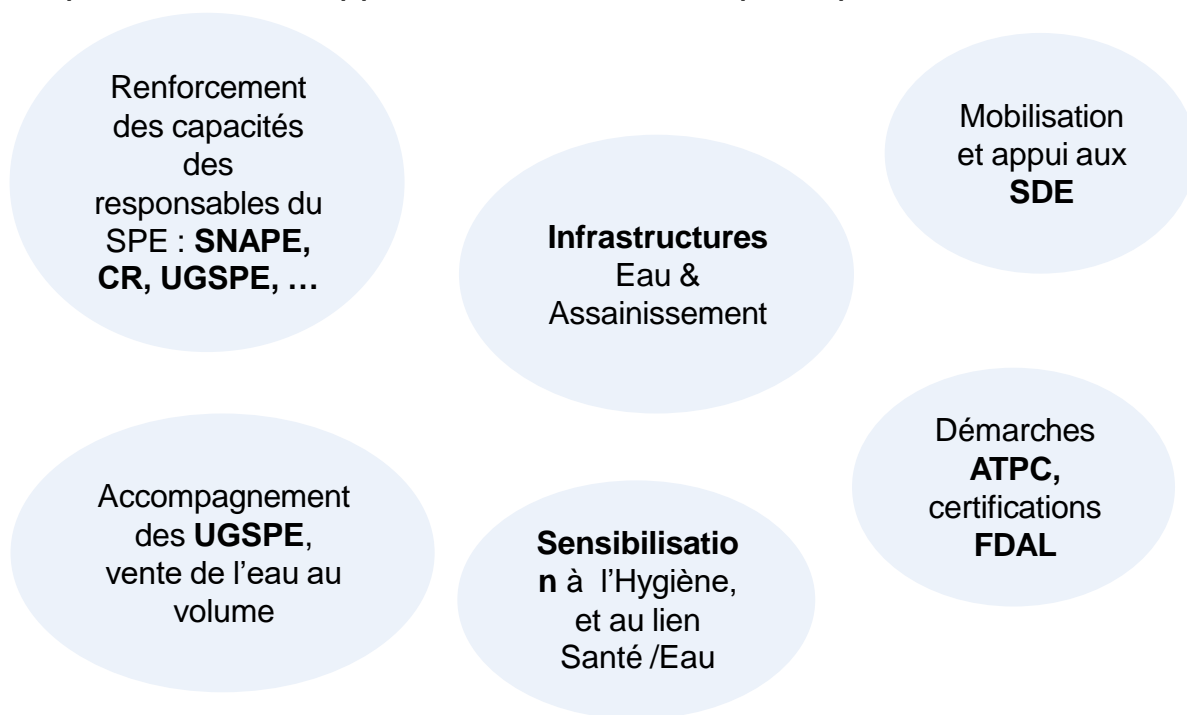 Renforcement
des capacités
des
responsables du
SPE : SNAPE,
CR, UGSPE, …
Infrastructures
Eau &
Assainissement
Mobilisation
et appui aux
SDE
Accompagnement
des UGSPE,
vente de l’eau au
volume
Sensibilisatio
n à l’Hygiène,
et au lien
Santé /Eau
Démarches
ATPC,
certifications
FDAL